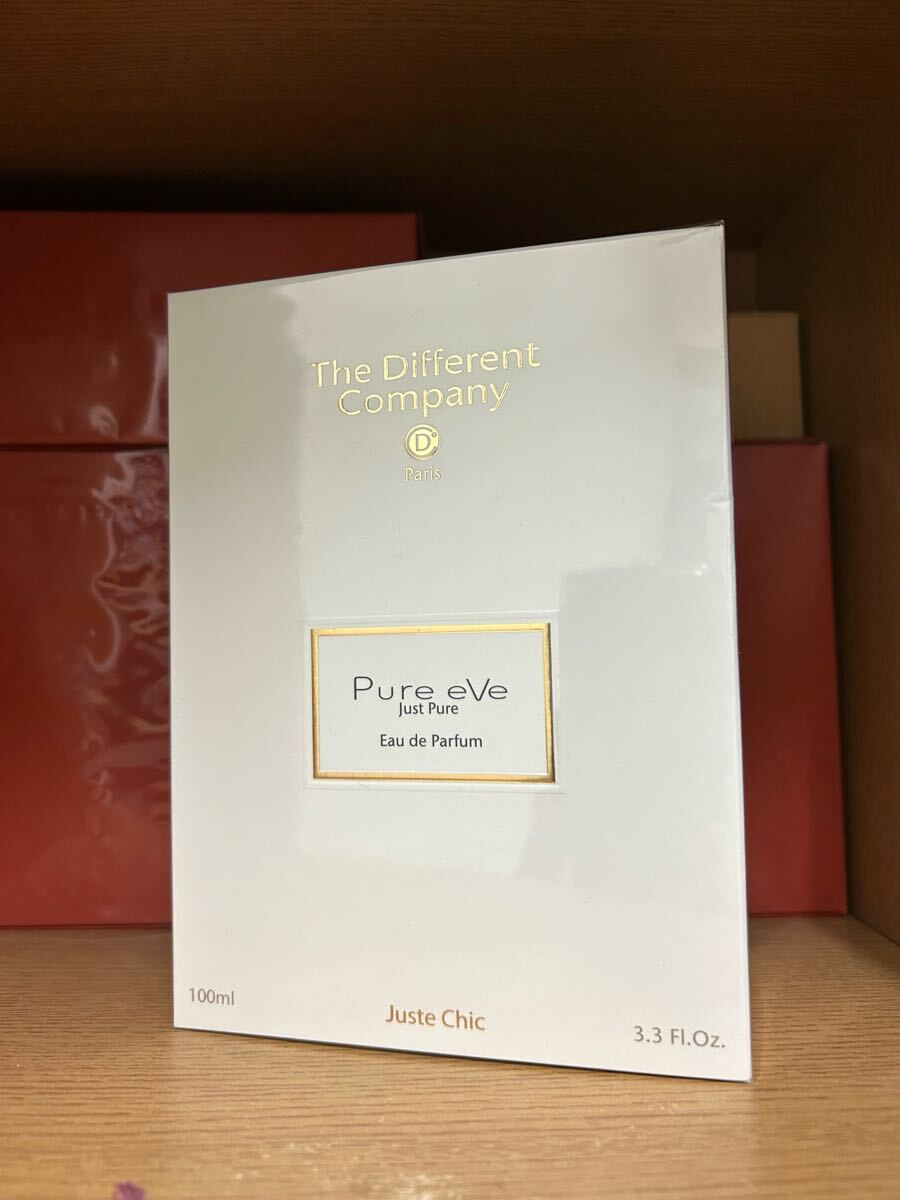 The Different
Company
D
Paris
Pure eVe
Just Pure
Eau de Parfum
100ml
Juste Chic
3.3 Fl.Oz.